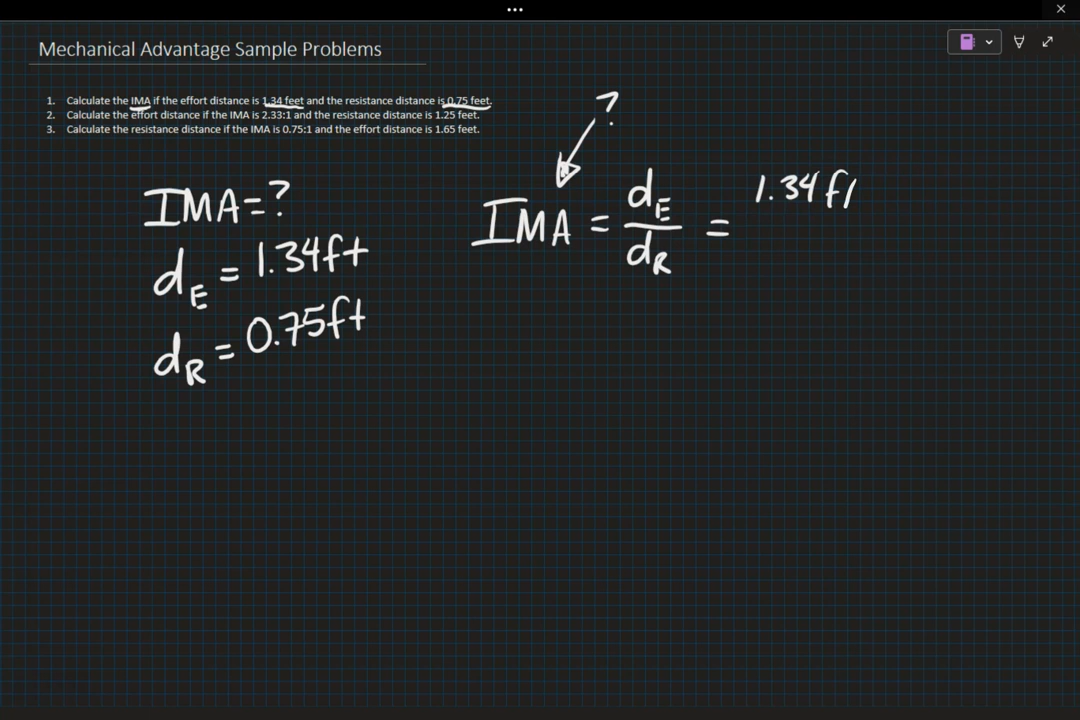 Mechanical Advantage Sample Problems
1. Calculate the IMA if the effort distance is 1.34 feet and the resistance distance is 0.75 feet.
2. Calculate the effort distance if the IMA is 2.33:1 and the resistance distance is 1.25 feet.
3. Calculate the resistance distance if the IMA is 0.75:1 and the effort distance is 1.65 feet.
IMA=?
dE = 1.34ft
dR = 0.75ft
?
IMA = dE/dR = 1.34 f